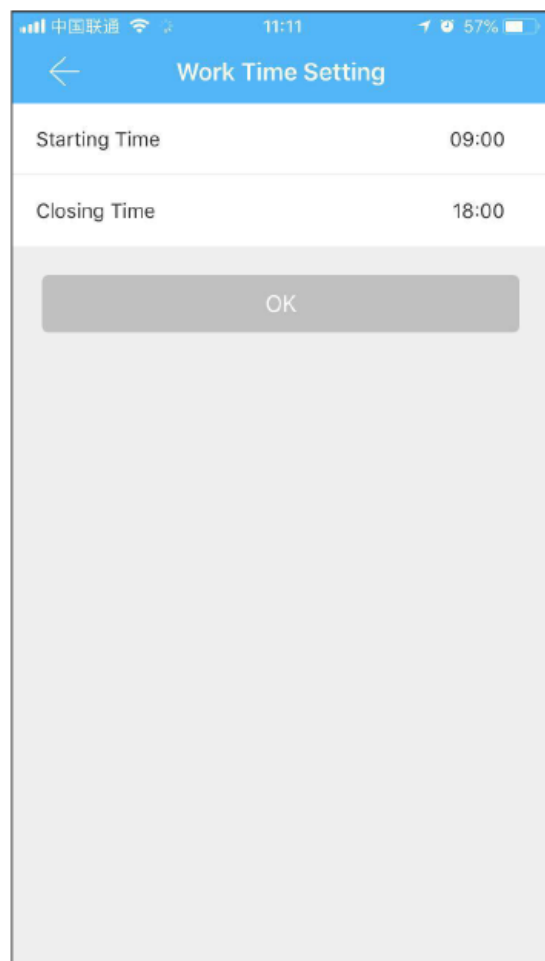 中国联通 11:11 57%
Work Time Setting
Starting Time 09:00
Closing Time 18:00
OK